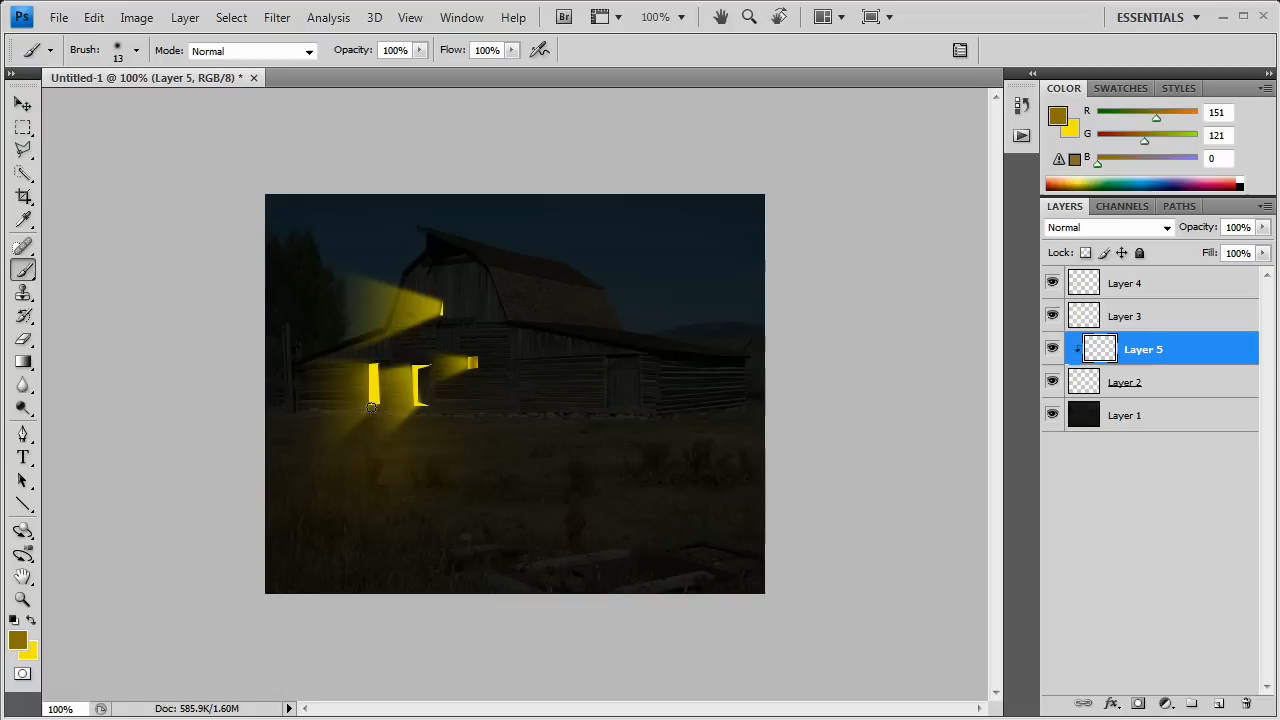 Ps File Edit Image Layer Select Filter Analysis 3D View Window Help Br 100% ESSENTIALS
Brush: 13 Mode: Normal Opacity: 100% Flow: 100%
Untitled-1 @ 100% (Layer 5, RGB/8) *
COLOR SWATCHES STYLES
R 151
G 121
B 0
LAYERS CHANNELS PATHS
Normal Opacity: 100%
Lock: Fill: 100%
Layer 4
Layer 3
Layer 5
Layer 2
Layer 1
T
fx
100% Doc: 585.9K/1.60M